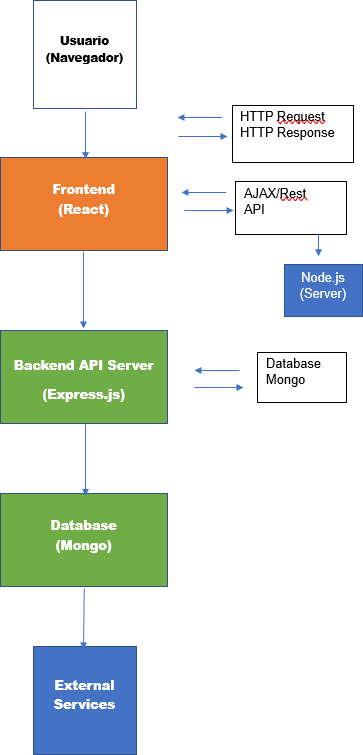 Usuario
(Navegador)
HTTP Request
HTTP Response
Frontend
(React)
AJAX/Rest
API
Node.js
(Server)
Backend API Server
(Express.js)
Database
Mongo
Database
(Mongo)
External
Services